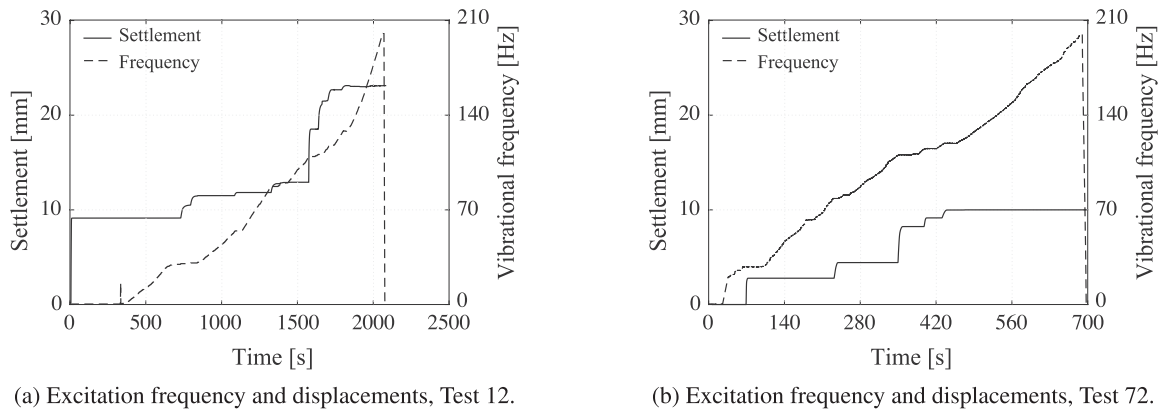 30
20
10
0
Settlement [mm]
Settlement
Frequency
210
140
70
0
Vibrational frequency [Hz]
0 500 1000 1500 2000 2500
Time [s]
(a) Excitation frequency and displacements, Test 12.
30
20
10
0
Settlement [mm]
Settlement
Frequency
210
140
70
0
Vibrational frequency [Hz]
0 140 280 420 560 700
Time [s]
(b) Excitation frequency and displacements, Test 72.